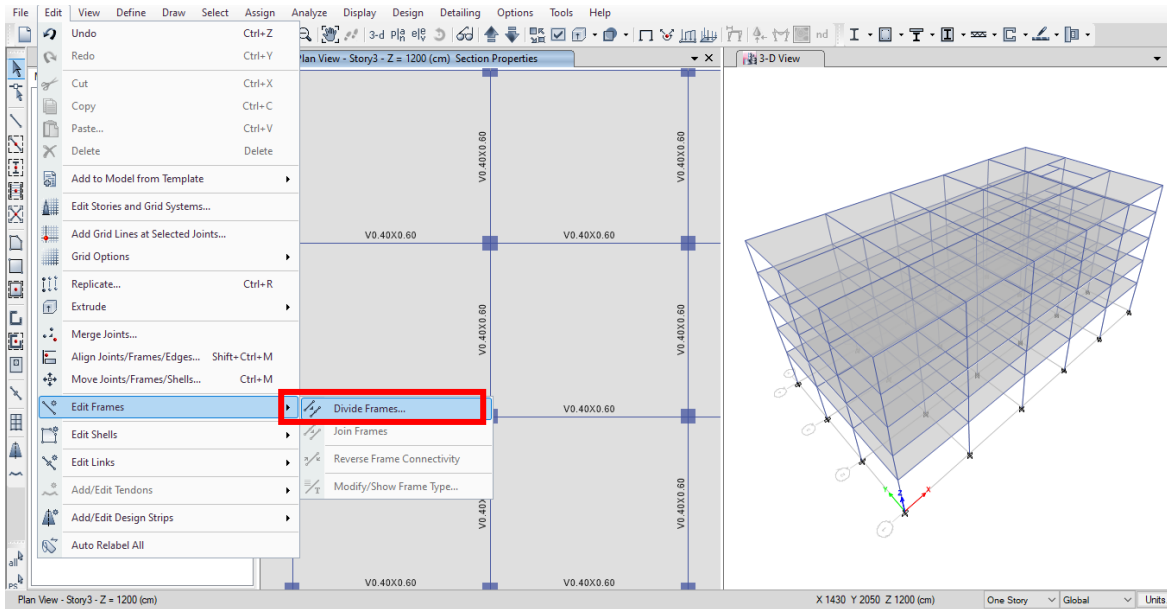 File Edit View Define Draw Select Assign Analyze Display Design Detailing Options Tools Help
Undo Ctrl+Z
Redo Ctrl+Y
Cut Ctrl+X
Copy Ctrl+C
Paste... Ctrl+V
Delete Delete
Add to Model from Template
Edit Stories and Grid Systems...
Add Grid Lines at Selected Joints...
Grid Options
Replicate... Ctrl+R
Extrude
Merge Joints...
Align Joints/Frames/Edges... Shift+Ctrl+M
Move Joints/Frames/Shells... Ctrl+M
Edit Frames
Edit Shells
Edit Links
Add/Edit Tendons
Add/Edit Design Strips
Auto Relabel All
Divide Frames...
Join Frames
Reverse Frame Connectivity
Modify/Show Frame Type...
3-d
nd
Plan View - Story3 - Z = 1200 (cm) Section Properties
3-D View
V0.40X0.60
V0.40X0.60
V0.40X0.60 V0.40X0.60
V0.40X0.60
V0.40X0.60
V0.40X0.60
V0.40X0.60
V0.40X0.60 V0.40X0.60
X
Y
Z
all
ps
Plan View - Story3 - Z = 1200 (cm) X 1430 Y 2050 Z 1200 (cm) One Story Global Units